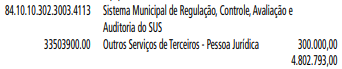 84.10.10.302.3003.4113 Sistema Municipal de Regulação, Controle, Avaliação e
Auditoria do SUS
33503900.00 Outros Serviços de Terceiros - Pessoa Jurídica 300.000,00
4.802.793,00